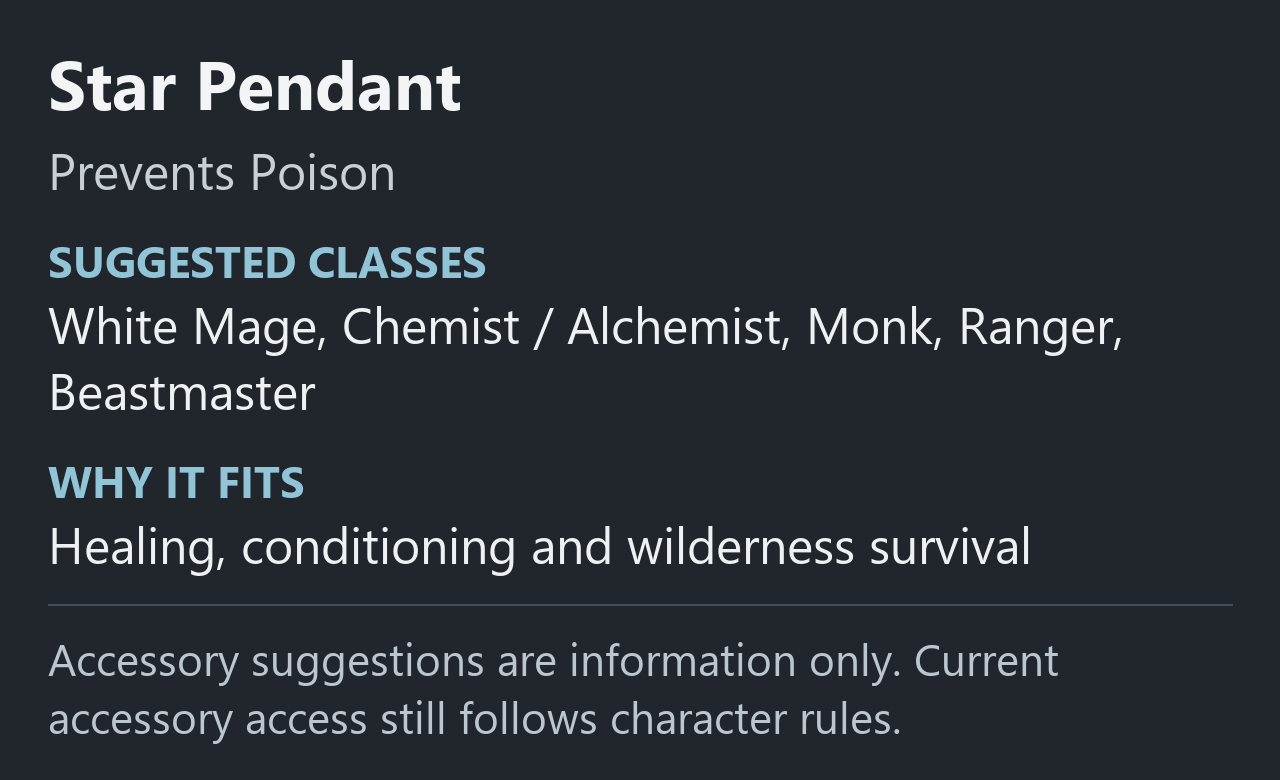 Star Pendant
Prevents Poison
SUGGESTED CLASSES
White Mage, Chemist / Alchemist, Monk, Ranger,
Beastmaster
WHY IT FITS
Healing, conditioning and wilderness survival
Accessory suggestions are information only. Current
accessory access still follows character rules.